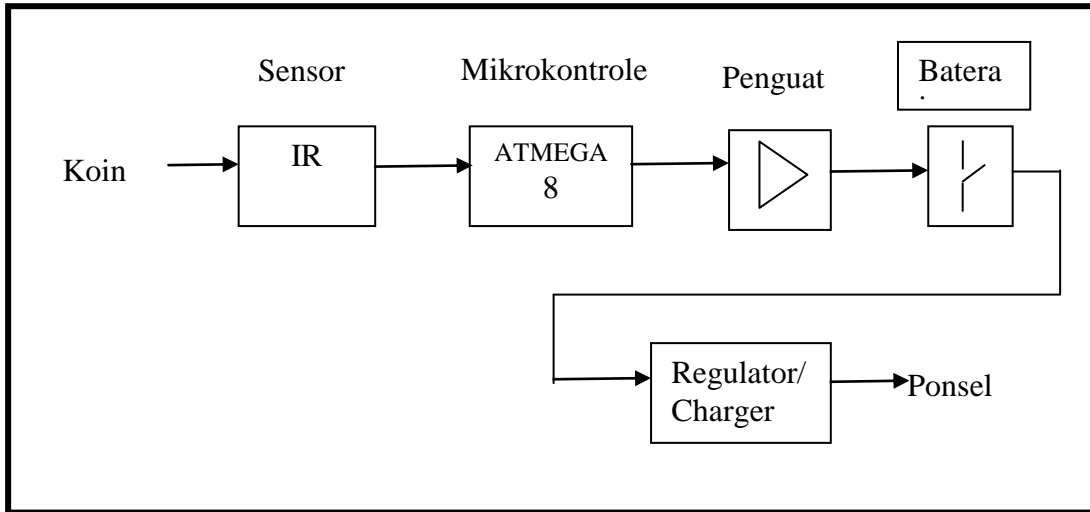 Sensor
Mikrokontrole
Penguat
Batera
Koin
IR
ATMEGA
8
Regulator/
Charger
Ponsel